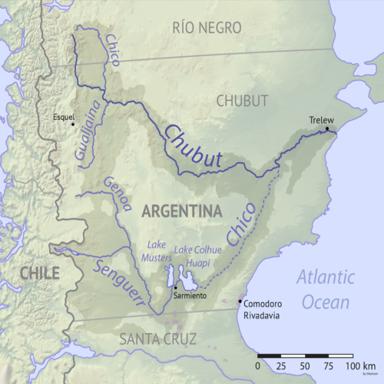 RÍO NEGRO
Chico
CHUBUT
Esquel
Trelew
Gualjaina
Chubut
Genoa
ARGENTINA
Chico
Lake
Musters
Lake Colhue
Huapi
CHILE
Senguerr
Sarmiento
Atlantic
Ocean
Comodoro
Rivadavia
SANTA CRUZ
0 25 50 75 100 km